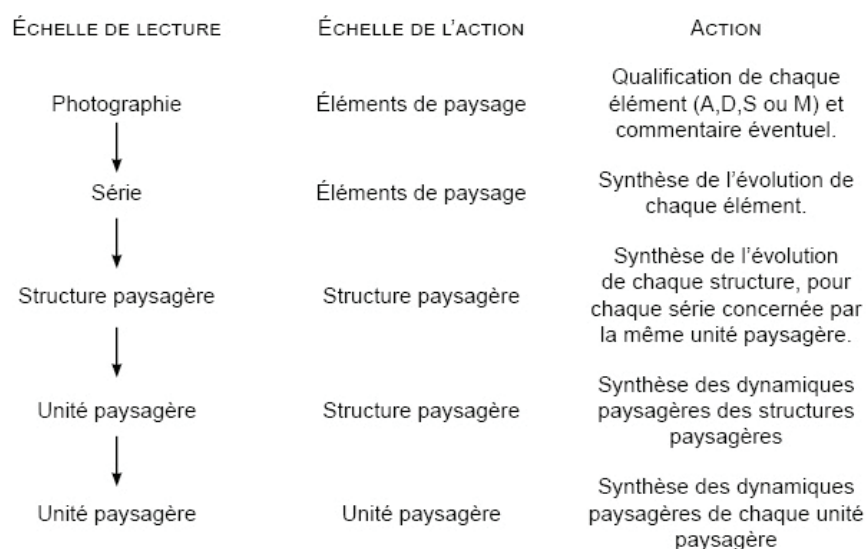 ÉCHELLE DE LECTURE ÉCHELLE DE L'ACTION ACTION
Photographie Éléments de paysage Qualification de chaque
élément (A,D,S ou M) et
commentaire éventuel.
Série Éléments de paysage Synthèse de l'évolution de
chaque élément.
Structure paysagère Structure paysagère Synthèse de l'évolution
de chaque structure, pour
chaque série concernée par
la même unité paysagère.
Unité paysagère Structure paysagère Synthèse des dynamiques
paysagères des structures
paysagères
Unité paysagère Unité paysagère Synthèse des dynamiques
paysagères de chaque unité
paysagère